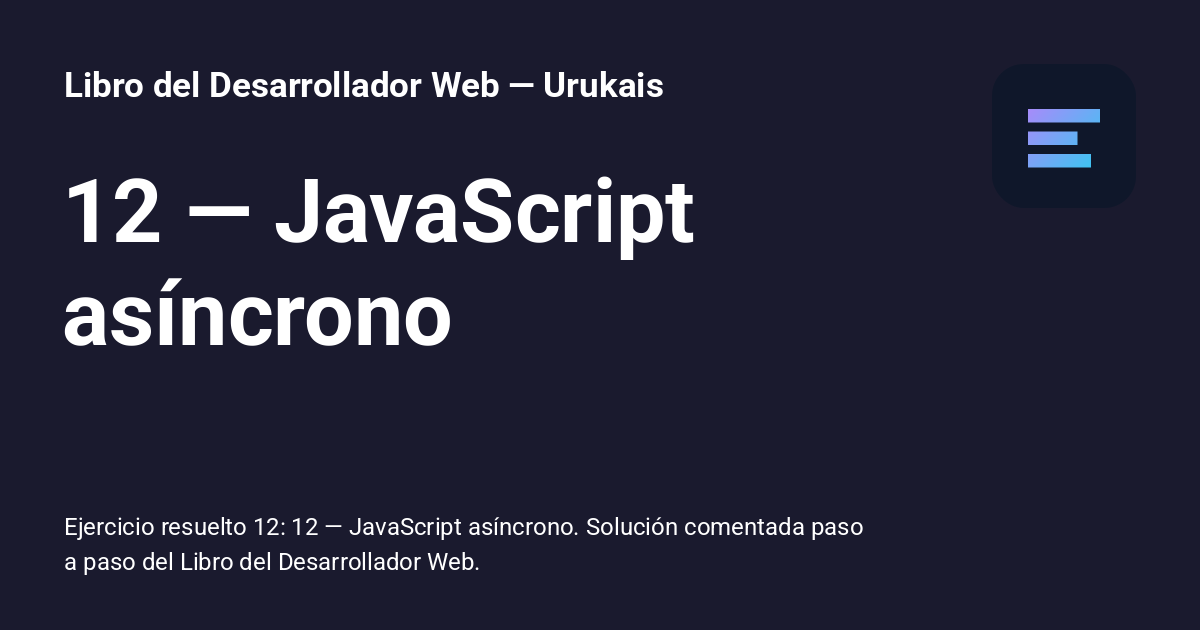 Libro del Desarrollador Web — Urukais
12 — JavaScript
asíncrono
Ejercicio resuelto 12: 12 — JavaScript asíncrono. Solución comentada paso
a paso del Libro del Desarrollador Web.